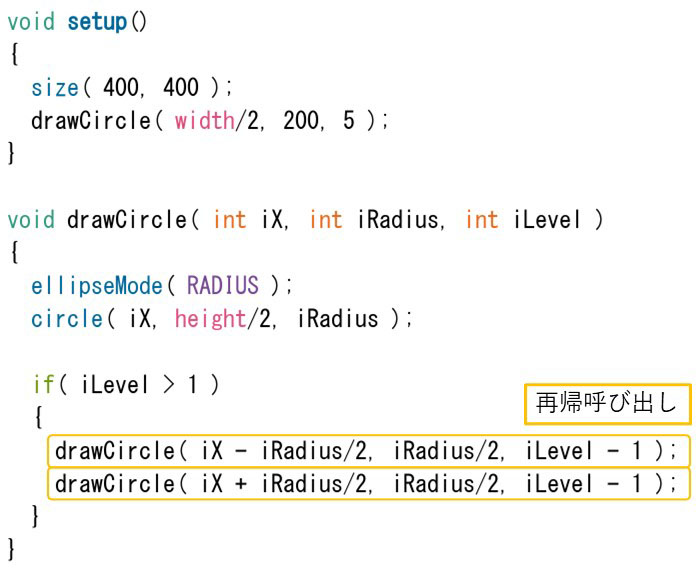 void setup()
{
size( 400, 400 );
drawCircle( width/2, 200, 5 );
}
void drawCircle( int iX, int iRadius, int iLevel )
{
ellipseMode( RADIUS );
circle( iX, height/2, iRadius );
if( iLevel > 1 )
再帰呼び出し
{
drawCircle( iX - iRadius/2, iRadius/2, iLevel - 1 );
drawCircle( iX + iRadius/2, iRadius/2, iLevel - 1 );
}
}